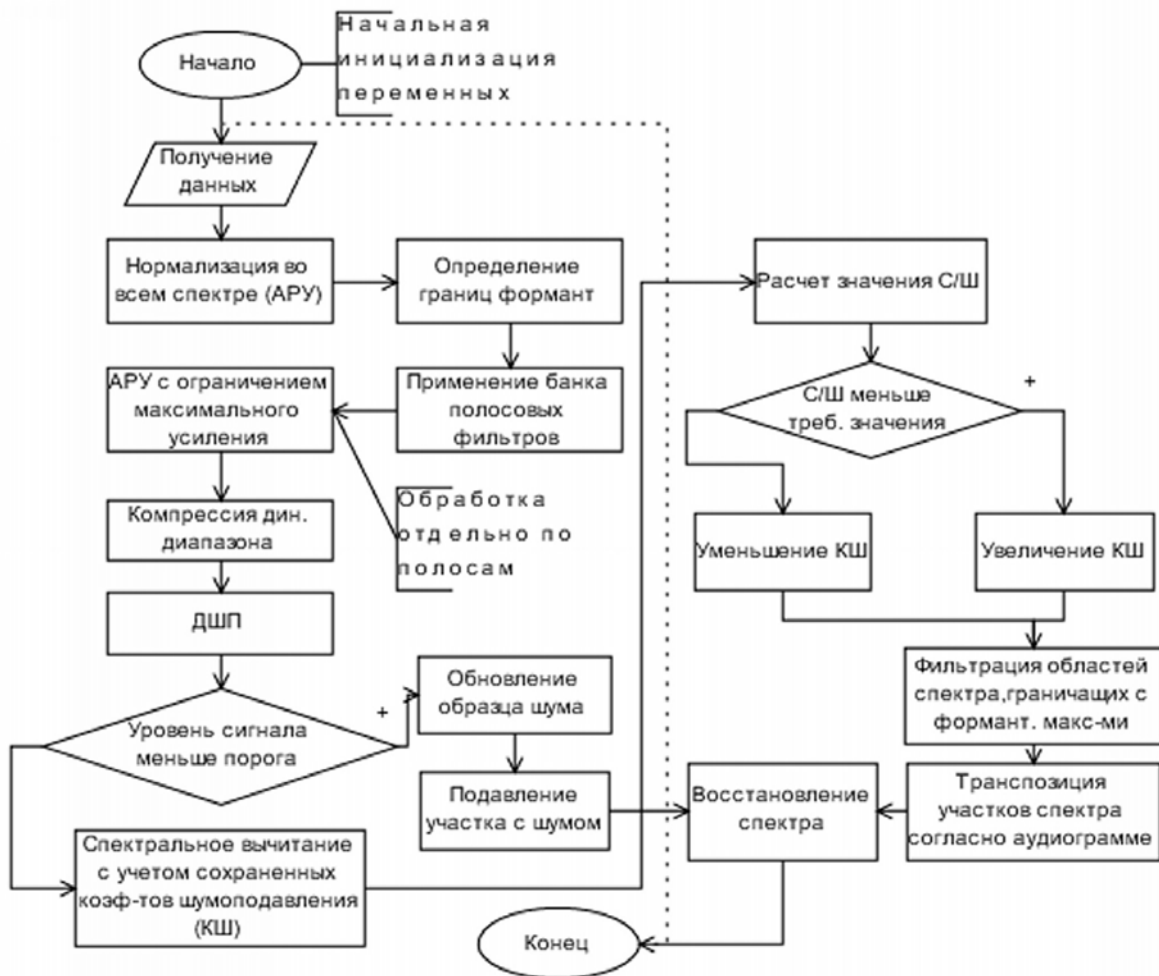 Начало
Начальная
инициализация
переменных
Получение
данных
Нормализация во
всем спектре (АРУ)
Определение
границ формант
Расчет значения С/Ш
АРУ с ограничением
максимального
усиления
Применение банка
полосовых
фильтров
С/Ш меньше
треб. значения
+
Компрессия дин.
диапазона
Обработка
отдельно по
полосам
Уменьшение КШ
Увеличение КШ
ДШП
Уровень сигнала
меньше порога
+
Обновление
образца шума
Фильтрация областей
спектра,граничащих с
формант. макс-ми
Подавление
участка с шумом
Восстановление
спектра
Транспозиция
участков спектра
согласно аудиограмме
Спектральное вычитание
с учетом сохраненных
коэф-тов шумоподавления
(КШ)
Конец